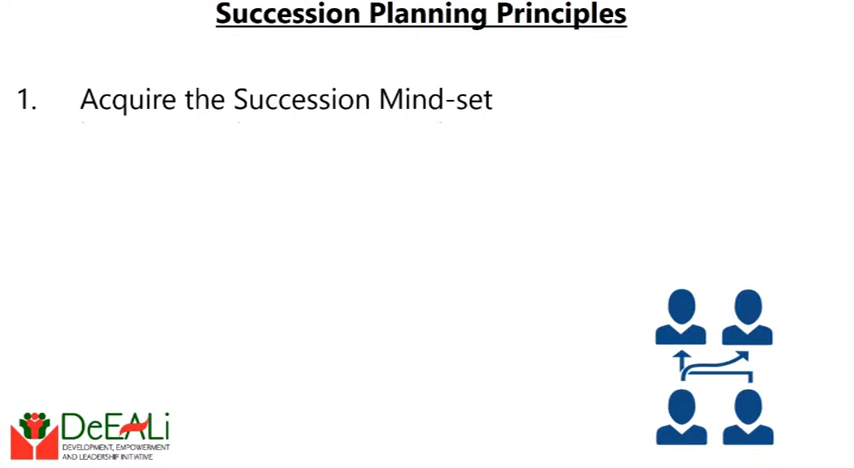 Succession Planning Principles
1. Acquire the Succession Mind-set
DeEALi
DEVELOPMENT, EMPOWERMENT
AND LEADERSHIP INITIATIVE